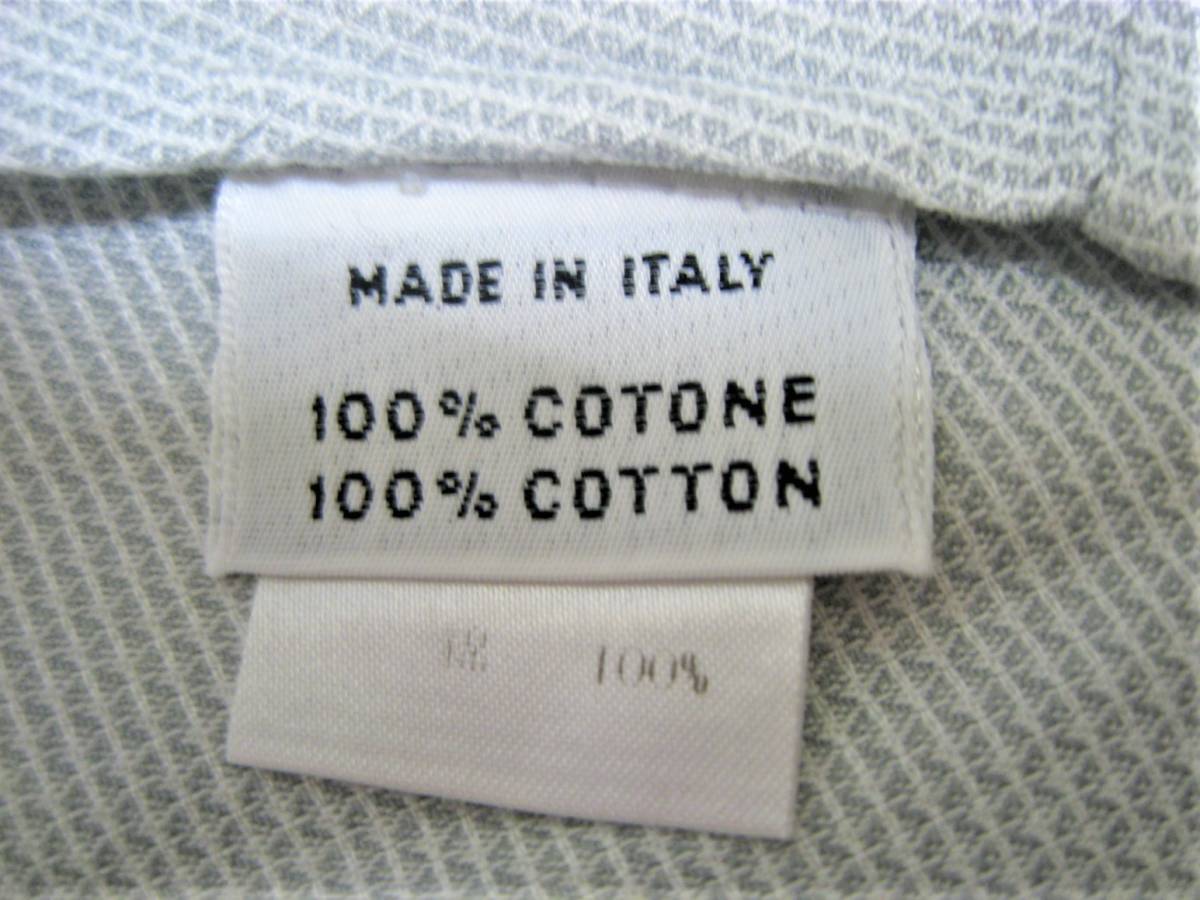 MADE IN ITALY
100% COTONE
100% COTTON
100%